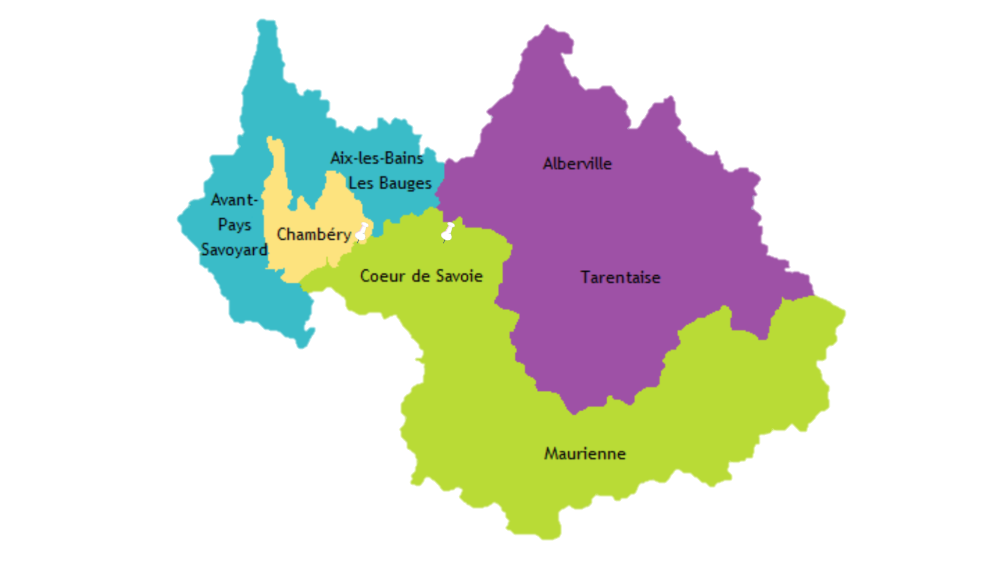 Aix-les-Bains
Les Bauges
Alberville
Avant-
Pays
Savoyard
Chambéry
Coeur de Savoie
Tarentaise
Maurienne